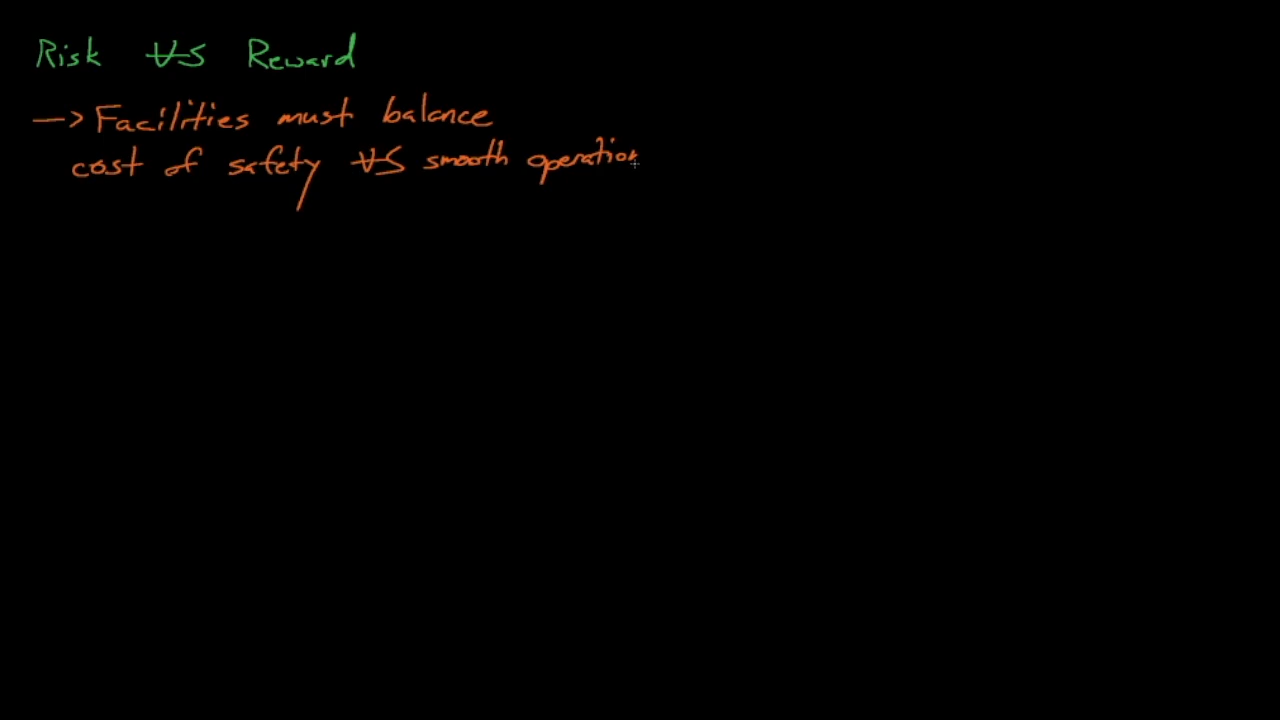 Risk VS Reward
—> Facilities must balance
cost of safety VS smooth operation